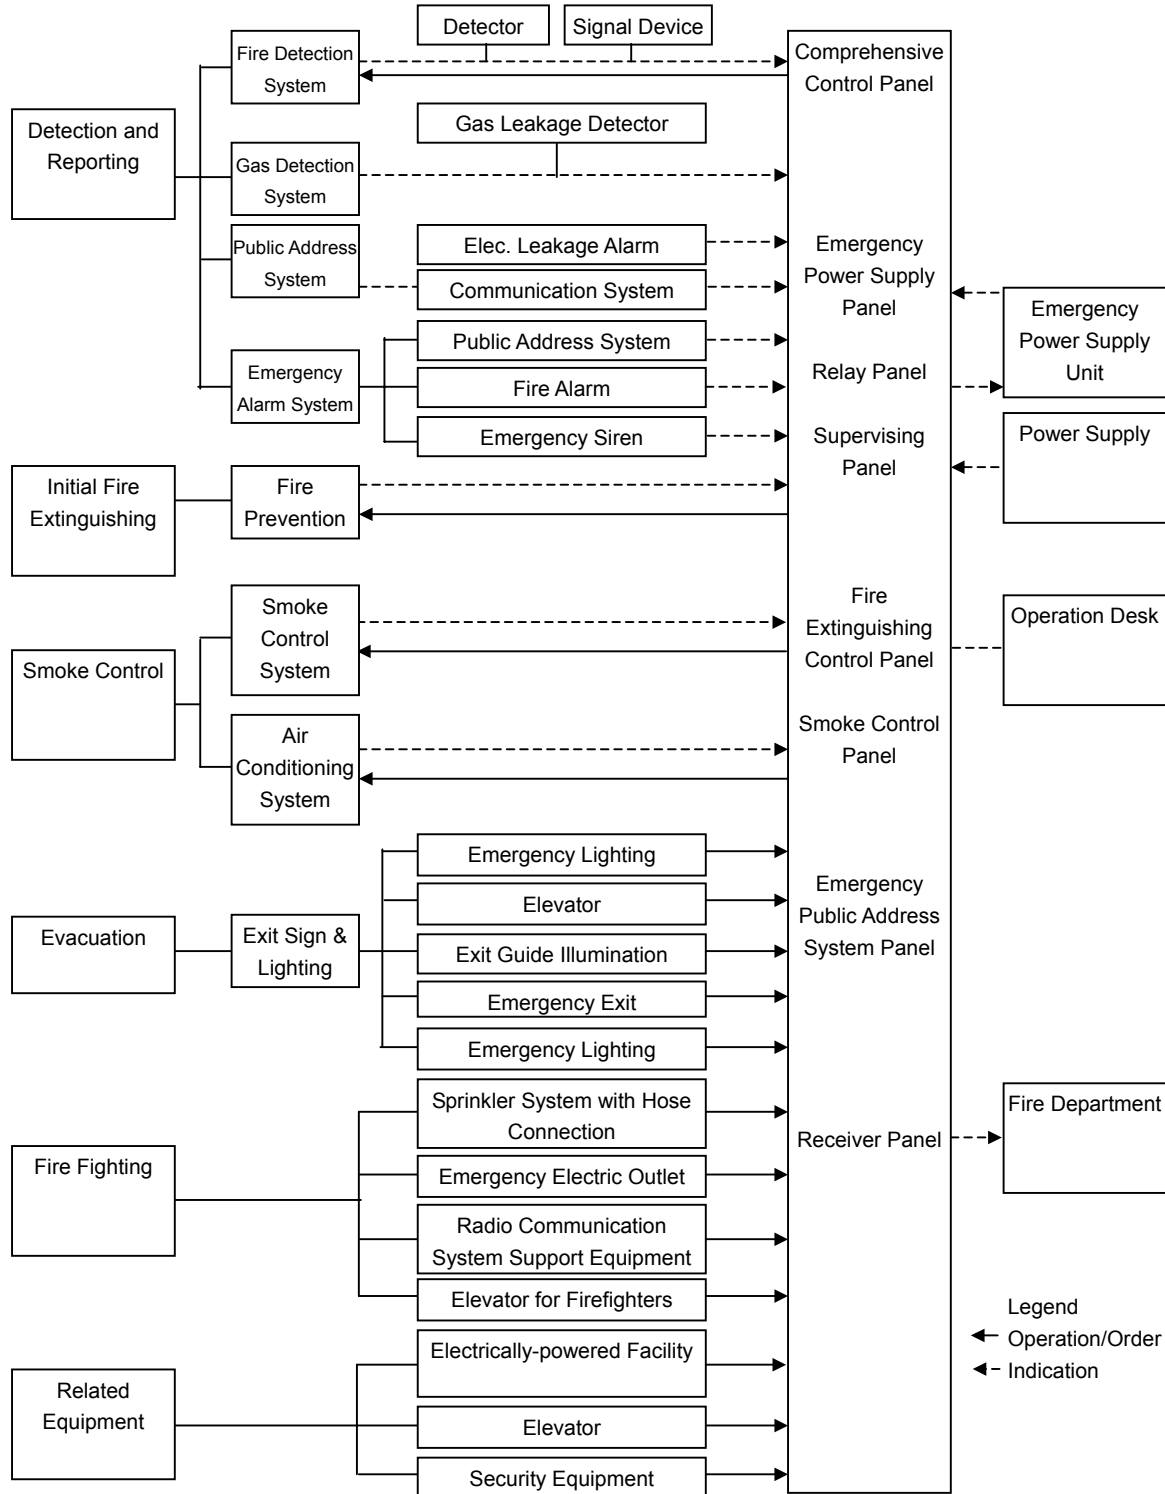 Detector
Signal Device
Fire Detection
System
Comprehensive
Control Panel
Detection and
Reporting
Gas Leakage Detector
Gas Detection
System
Public Address
System
Elec. Leakage Alarm
Communication System
Emergency
Power Supply
Panel
Emergency
Power Supply
Unit
Emergency
Alarm System
Public Address System
Fire Alarm
Emergency Siren
Relay Panel
Supervising
Panel
Power Supply
Initial Fire
Extinguishing
Fire
Prevention
Smoke Control
Smoke
Control
System
Fire
Extinguishing
Control Panel
Operation Desk
Air
Conditioning
System
Smoke Control
Panel
Evacuation
Exit Sign &
Lighting
Emergency Lighting
Elevator
Exit Guide Illumination
Emergency Exit
Emergency Lighting
Emergency
Public Address
System Panel
Fire Fighting
Sprinkler System with Hose
Connection
Emergency Electric Outlet
Radio Communication
System Support Equipment
Elevator for Firefighters
Receiver Panel
Fire Department
Related
Equipment
Electrically-powered Facility
Elevator
Security Equipment
Legend
Operation/Order
Indication